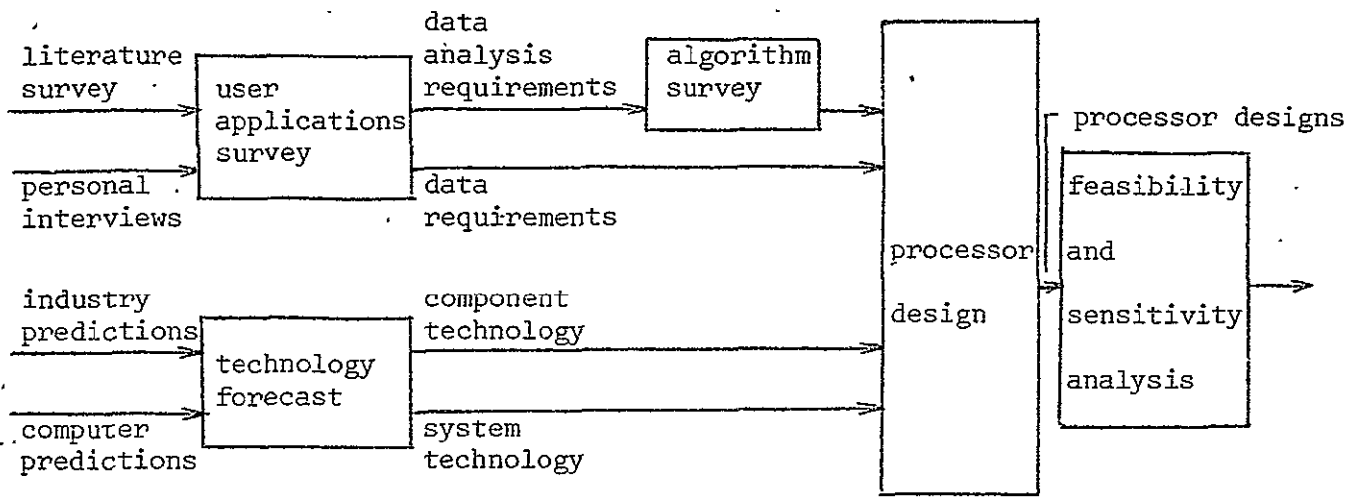 literature
survey
personal
interviews
user
applications
survey
data
analysis
requirements
data
requirements
algorithm
survey
industry
predictions
computer
predictions
technology
forecast
component
technology
system
technology
processor
design
processor designs
feasibility
and
sensitivity
analysis